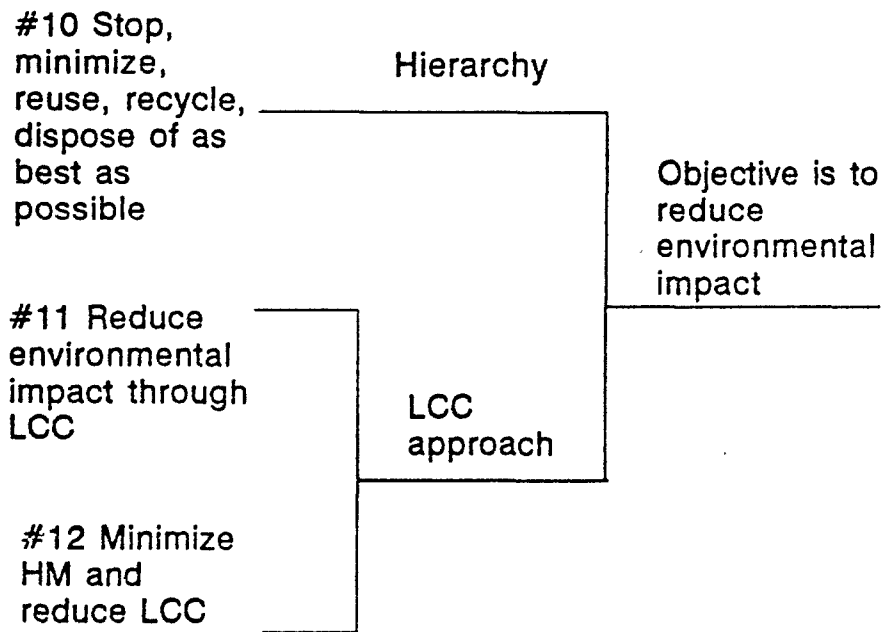 #10 Stop,
minimize,
reuse, recycle,
dispose of as
best as
possible
Hierarchy
Objective is to
reduce
environmental
impact
#11 Reduce
environmental
impact through
LCC
LCC
approach
#12 Minimize
HM and
reduce LCC